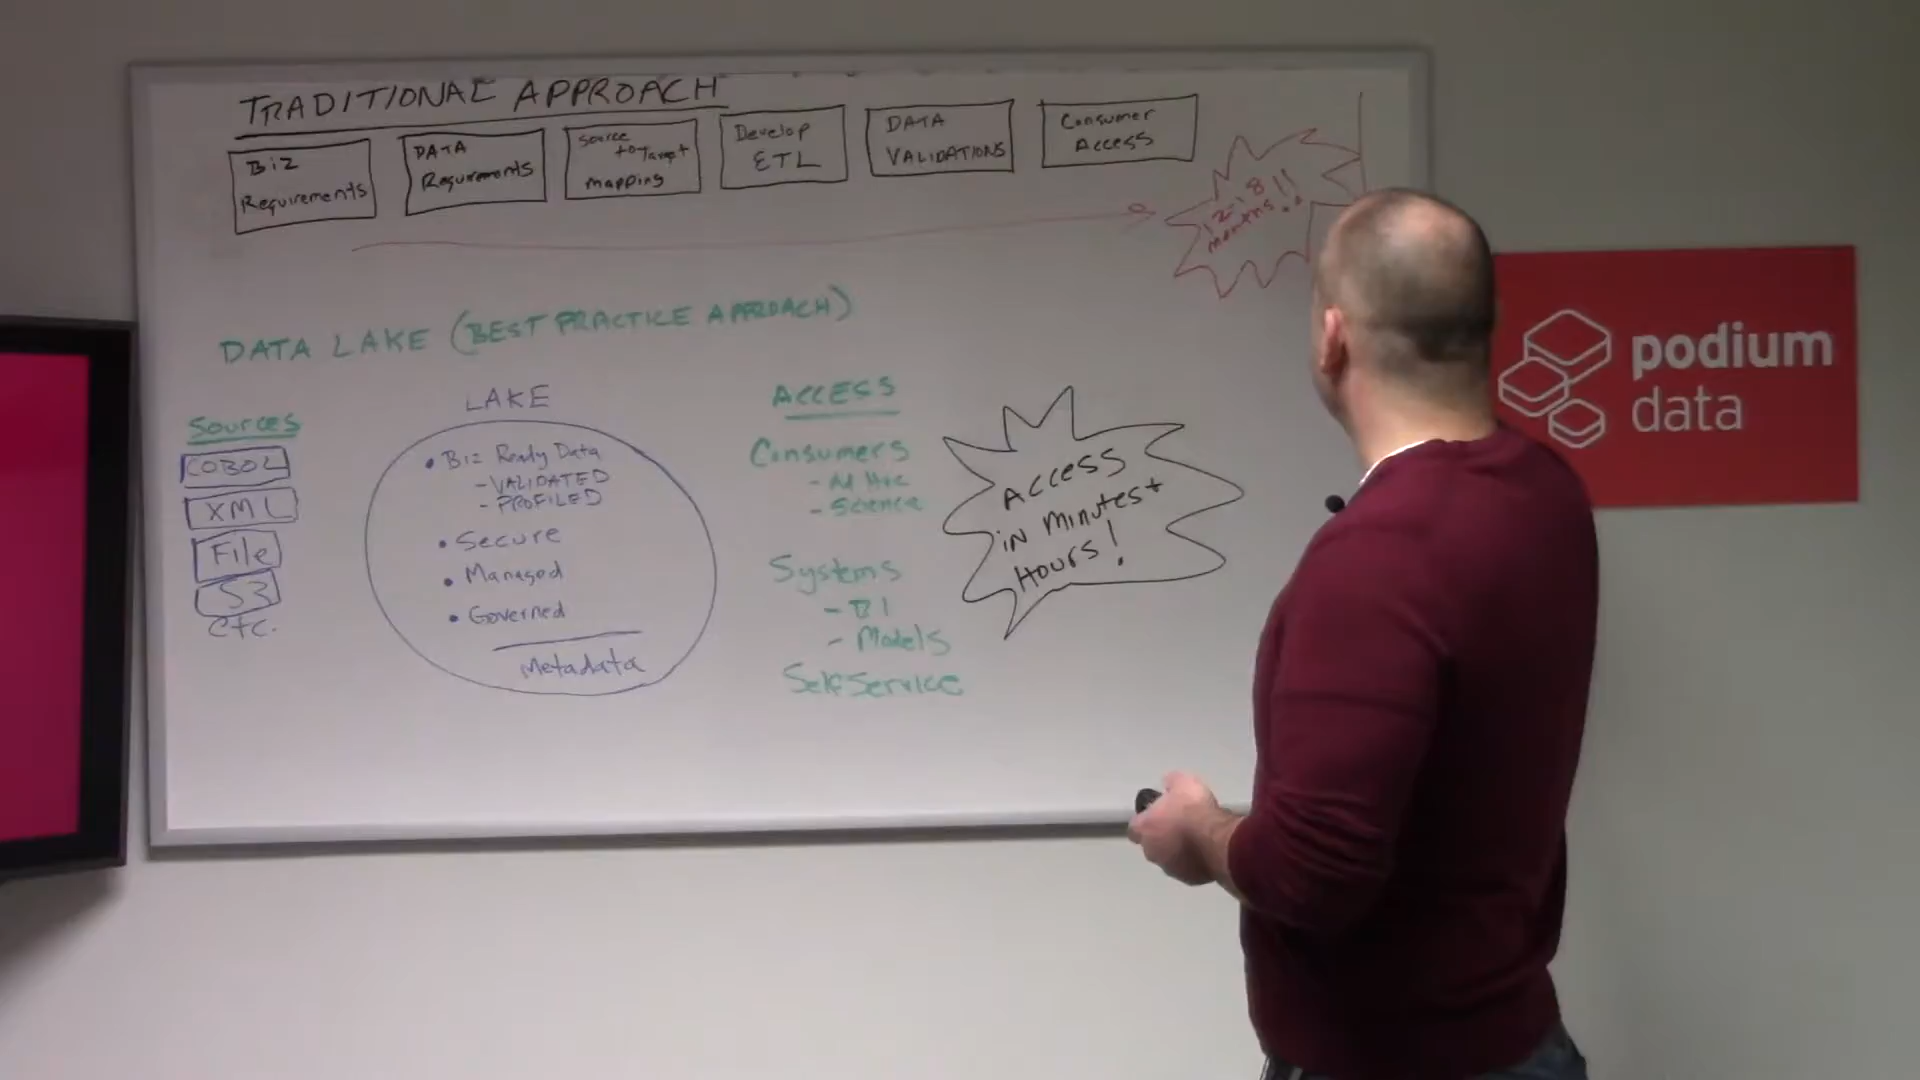 TRADITIONAL APPROACH
Biz
Requirements
DATA
Requirements
Source
to Target
mapping
Develop
ETL
DATA
VALIDATIONS
Consumer
Access
12-18
months!!
DATA LAKE (BEST PRACTICE APPROACH)
Sources
COBOL
XML
File
S3
etc.
LAKE
• Biz Ready Data
- VALIDATED
- PROFILED
• Secure
• Managed
• Governed
Metadata
ACCESS
Consumers
- Ad Hoc
- Science
Systems
- BI
- Models
Self Service
ACCESS
in minutes +
Hours!
podium
data